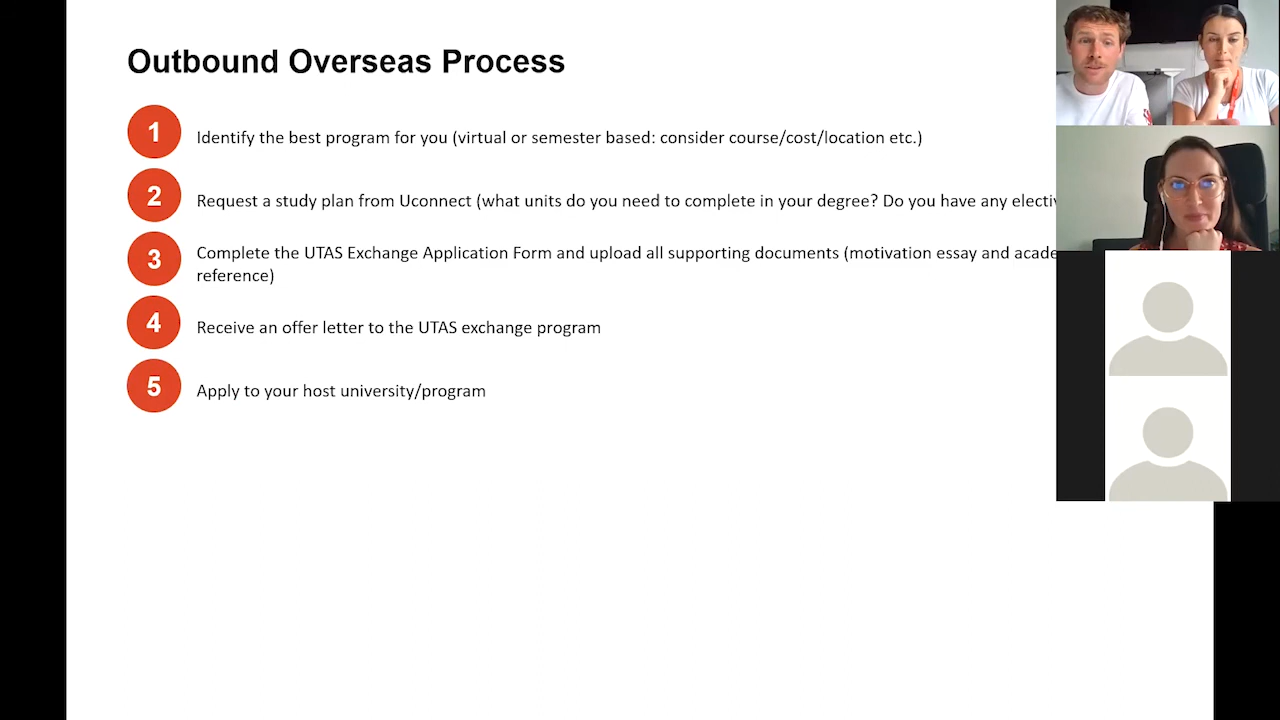 Outbound Overseas Process
1
Identify the best program for you (virtual or semester based: consider course/cost/location etc.)
2
Request a study plan from Uconnect (what units do you need to complete in your degree? Do you have any
3
Complete the UTAS Exchange Application Form and upload all supporting documents (motivation essay and
reference)
4
Receive an offer letter to the UTAS exchange program
5
Apply to your host university/program